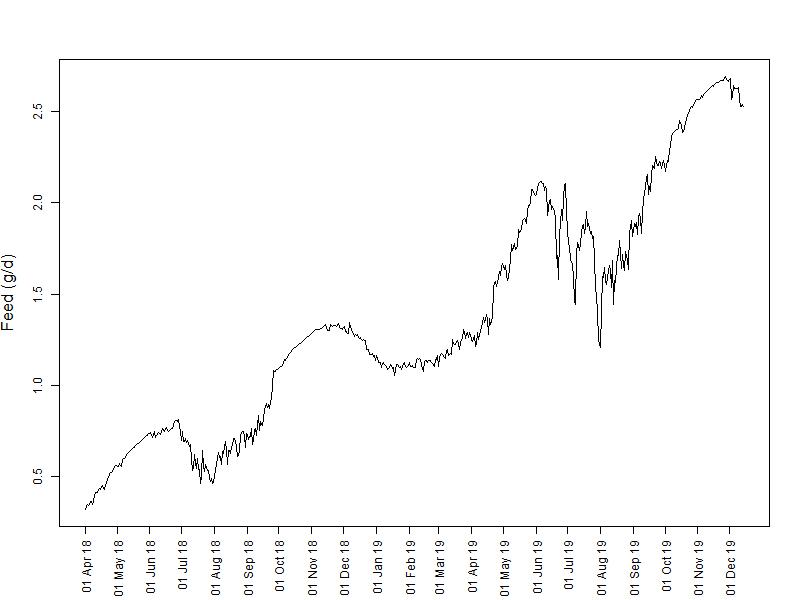 Feed (g/d)
2.5
2.0
1.5
1.0
0.5
01 Apr 18
01 May 18
01 Jun 18
01 Jul 18
01 Aug 18
01 Sep 18
01 Oct 18
01 Nov 18
01 Dec 18
01 Jan 19
01 Feb 19
01 Mar 19
01 Apr 19
01 May 19
01 Jun 19
01 Jul 19
01 Aug 19
01 Sep 19
01 Oct 19
01 Nov 19
01 Dec 19